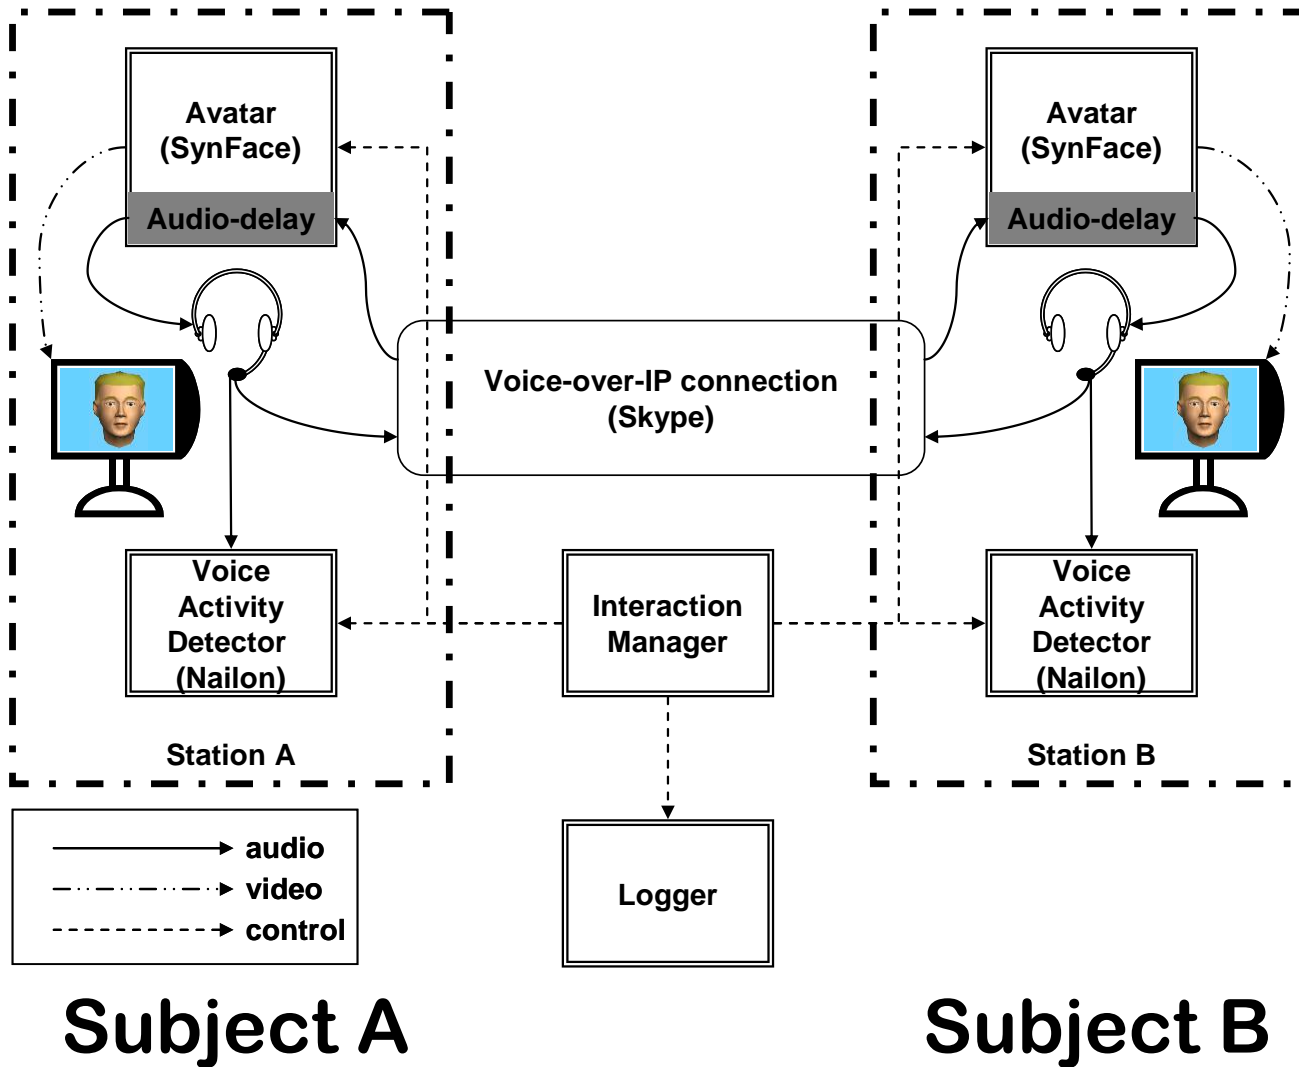 Avatar
(SynFace)
Audio-delay
Avatar
(SynFace)
Audio-delay
Voice-over-IP connection
(Skype)
Voice
Activity
Detector
(Nailon)
Interaction
Manager
Voice
Activity
Detector
(Nailon)
Station A
Station B
audio
video
control
Logger
Subject A
Subject B